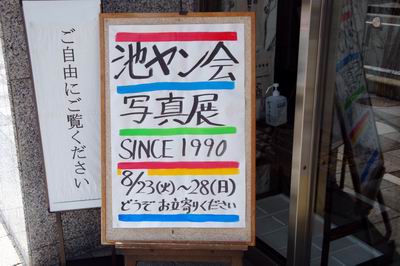 池ヤン会
写真展
SINCE 1990
8/23(火)〜28(日)
どうぞお立寄りください
ご自由にご覧ください